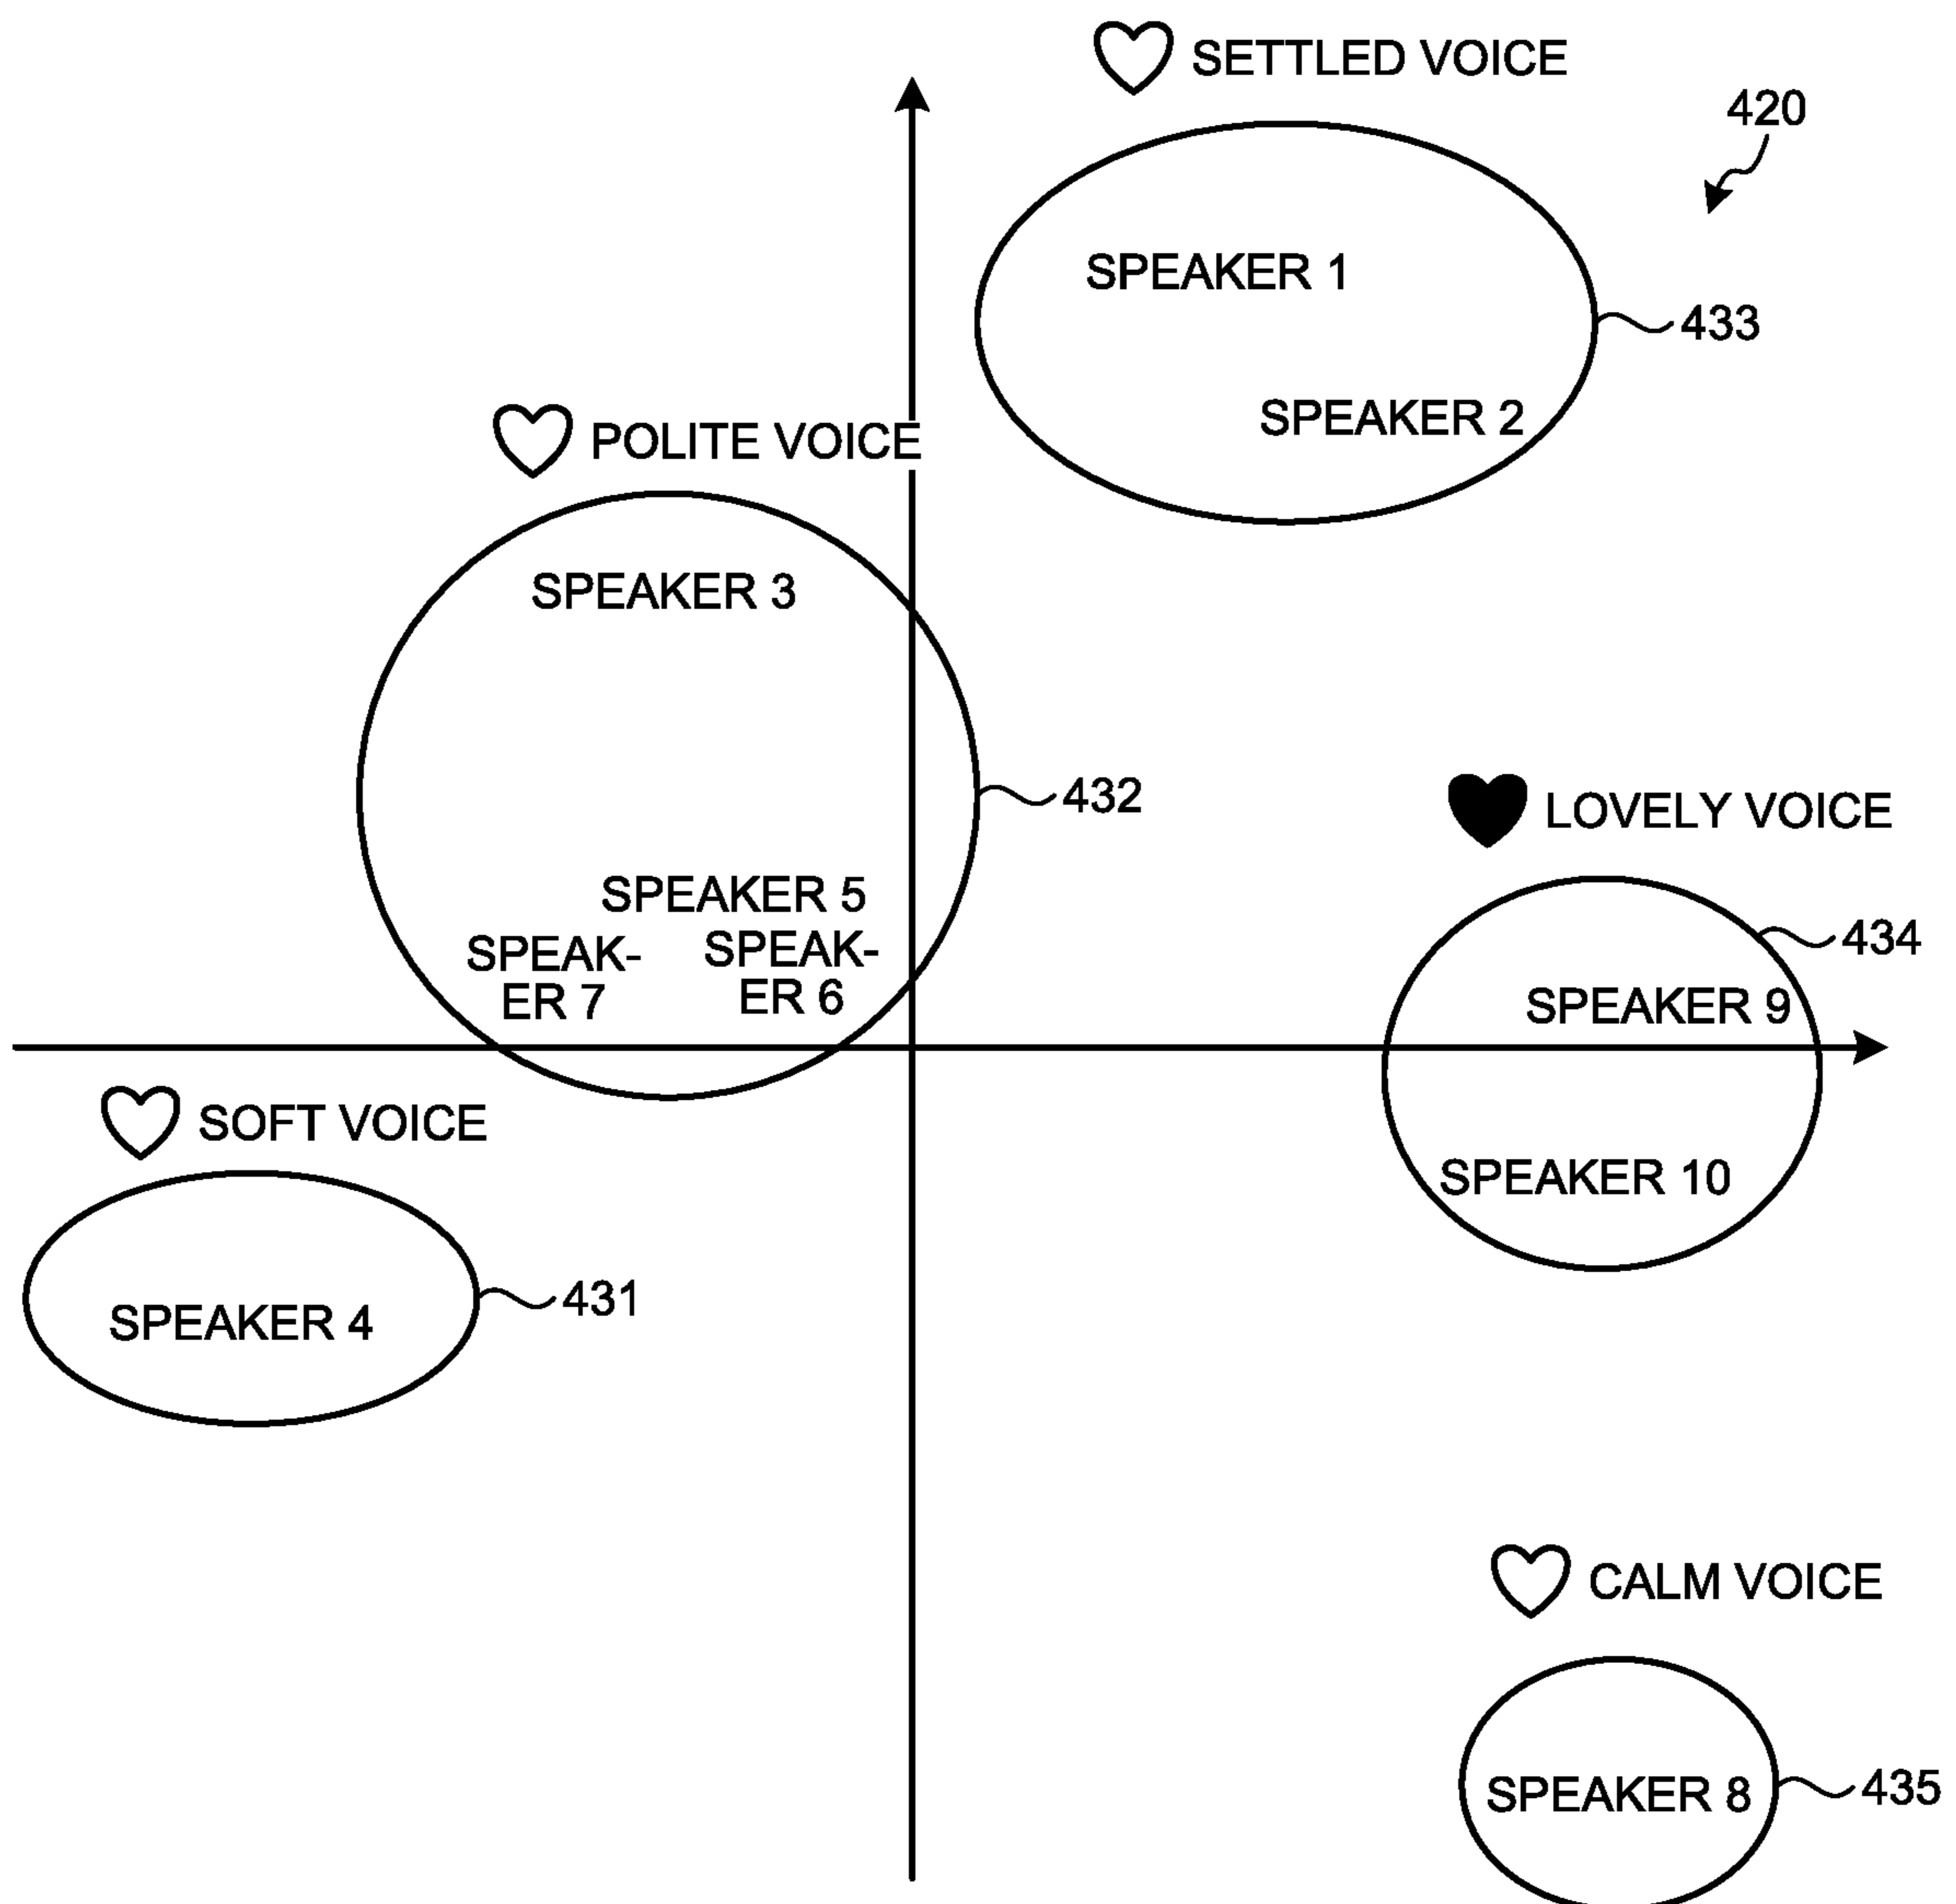 SETTLED VOICE
420
SPEAKER 1
433
SPEAKER 2
POLITE VOICE
SPEAKER 3
432
LOVELY VOICE
SPEAKER 5
434
SPEAK-
ER 7
SPEAK-
ER 6
SPEAKER 9
SOFT VOICE
SPEAKER 10
431
SPEAKER 4
CALM VOICE
SPEAKER 8
435